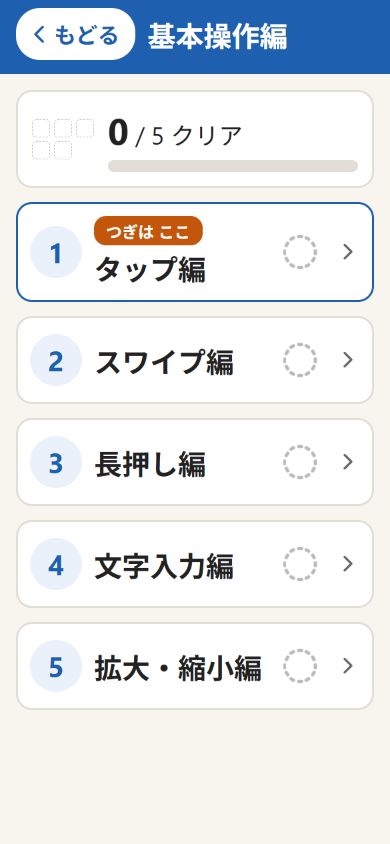 もどる
基本操作編
0 / 5 クリア
1
つぎは ここ
タップ編
2
スワイプ編
3
長押し編
4
文字入力編
5
拡大・縮小編